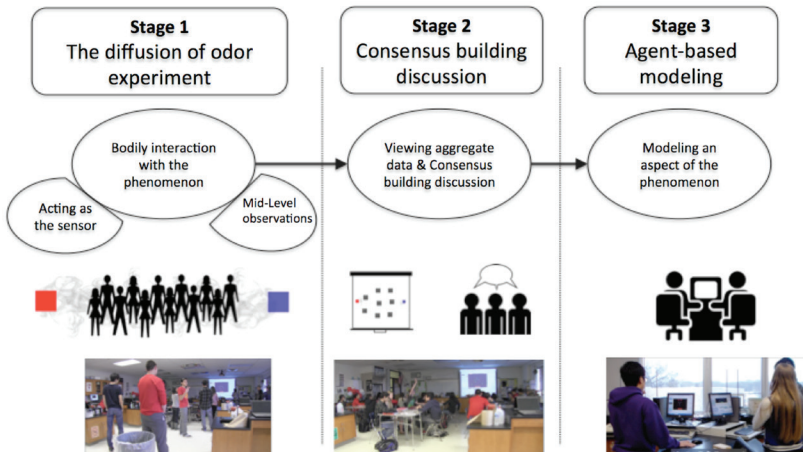 Stage 1
The diffusion of odor
experiment
Stage 2
Consensus building
discussion
Stage 3
Agent-based
modeling
Bodily interaction
with the
phenomenon
Acting as
the sensor
Mid-Level
observations
Viewing aggregate
data & Consensus
building discussion
Modeling an
aspect of the
phenomenon